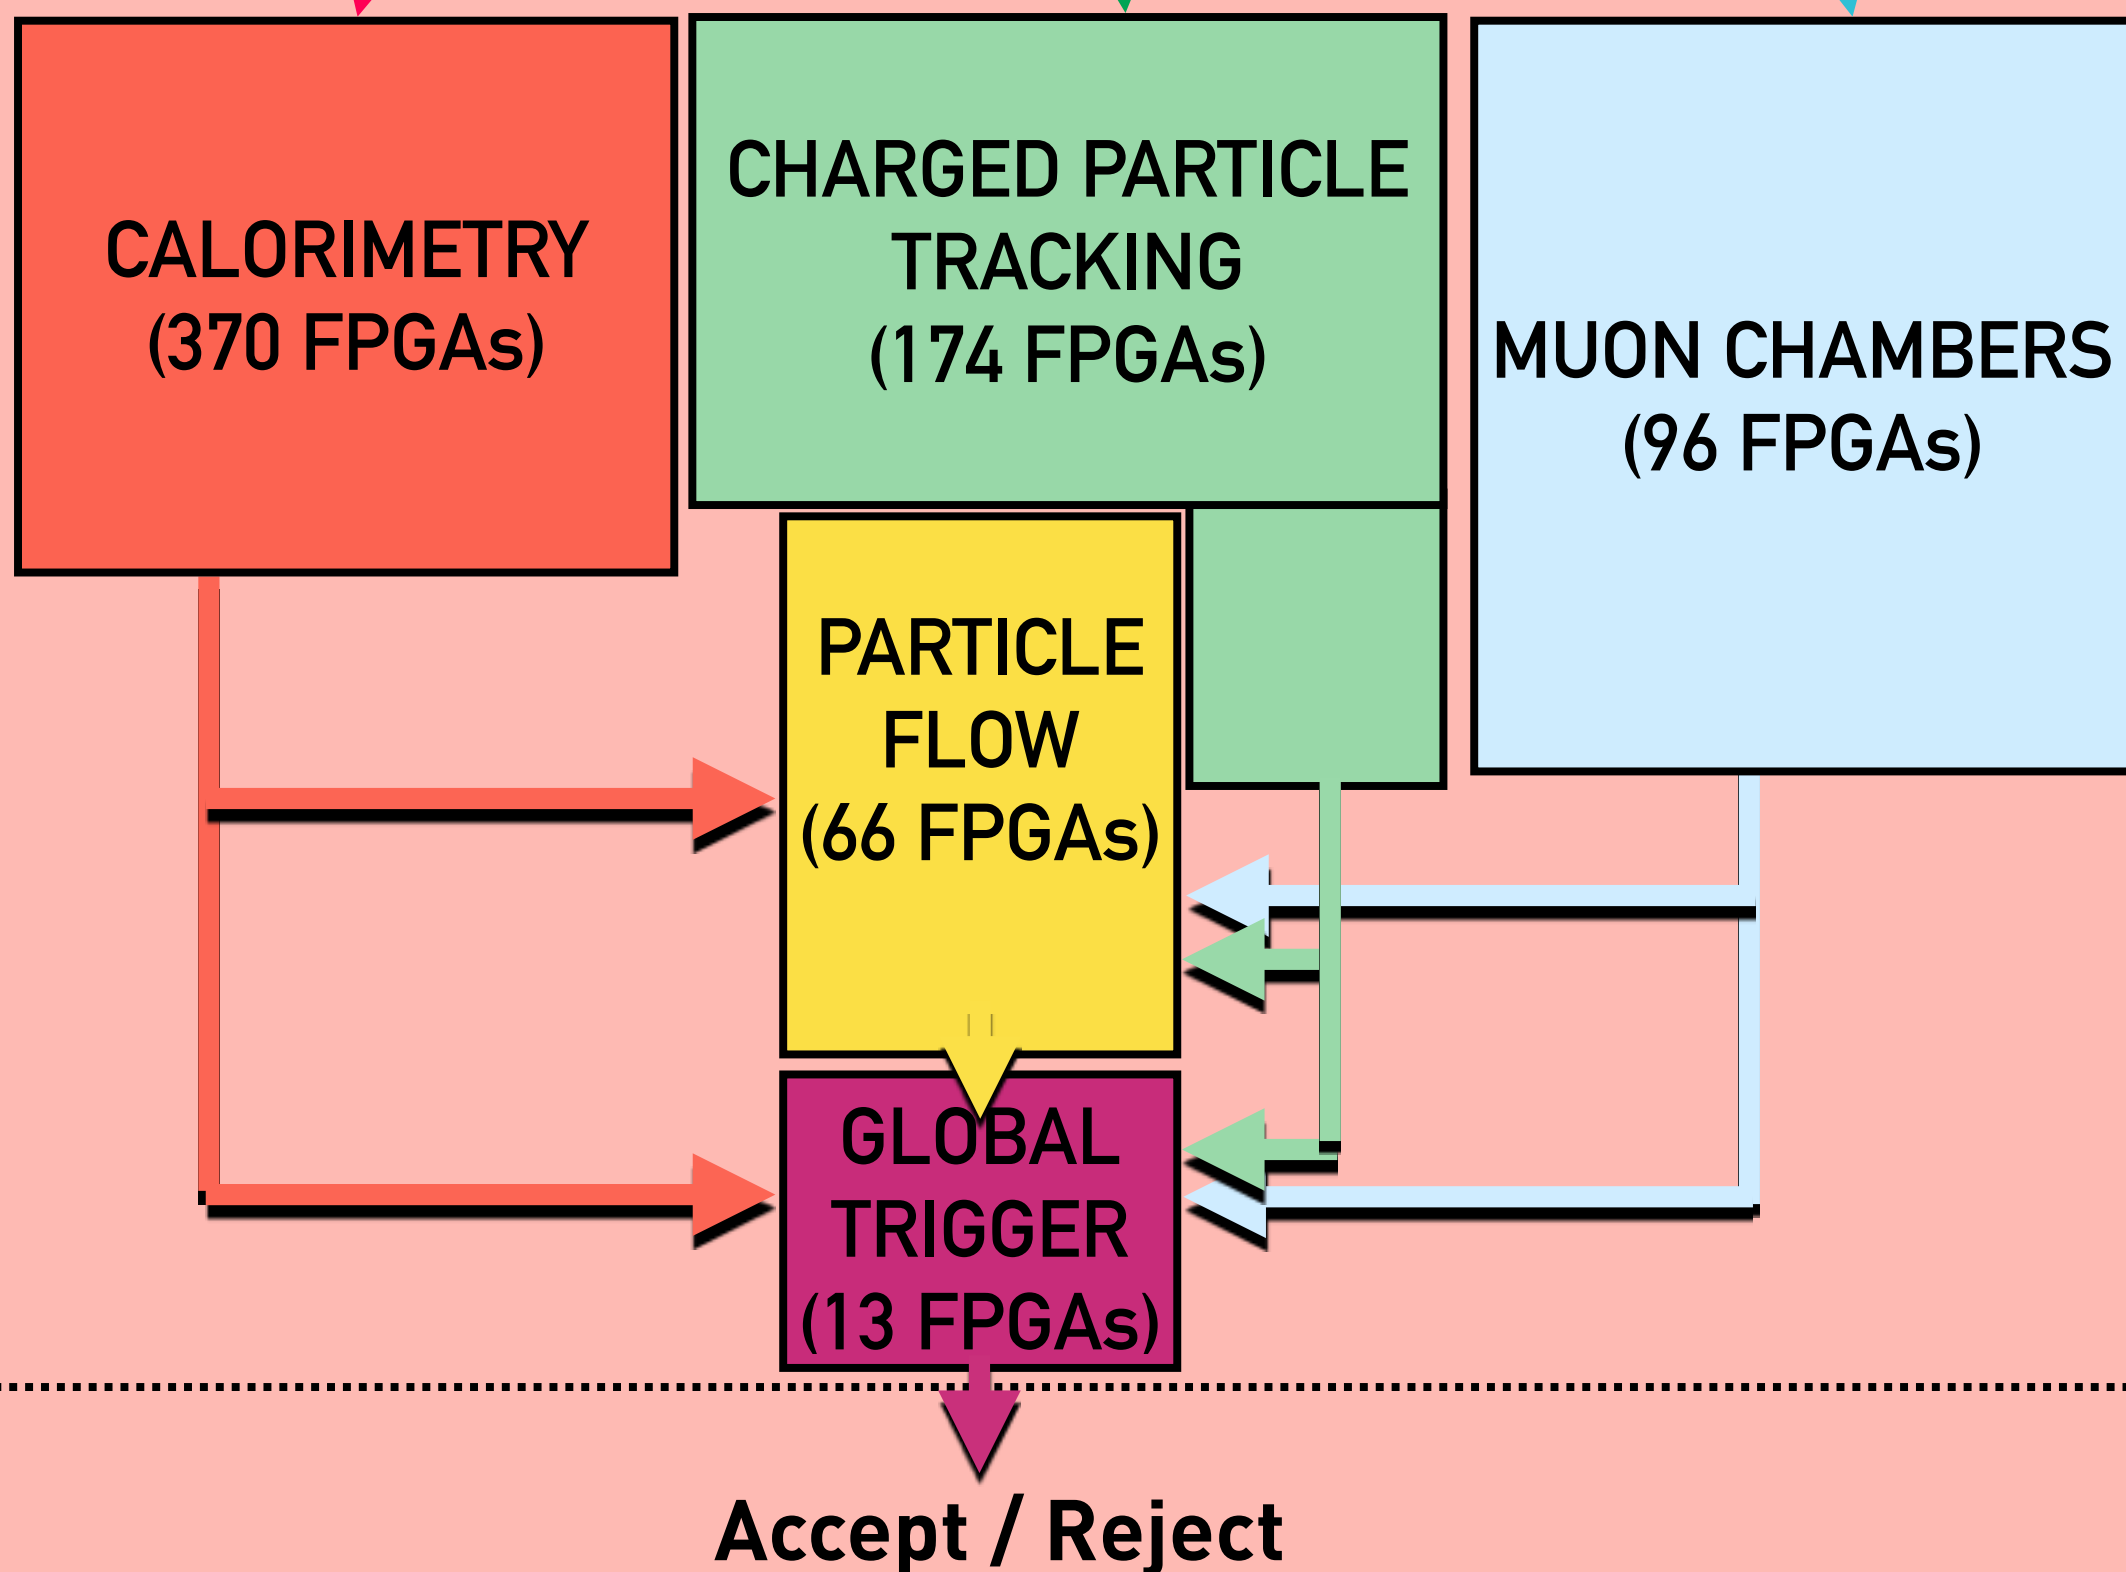 CALORIMETRY
(370 FPGAs)
CHARGED PARTICLE
TRACKING
(174 FPGAs)
MUON CHAMBERS
(96 FPGAs)
PARTICLE
FLOW
(66 FPGAs)
GLOBAL
TRIGGER
(13 FPGAs)
Accept / Reject